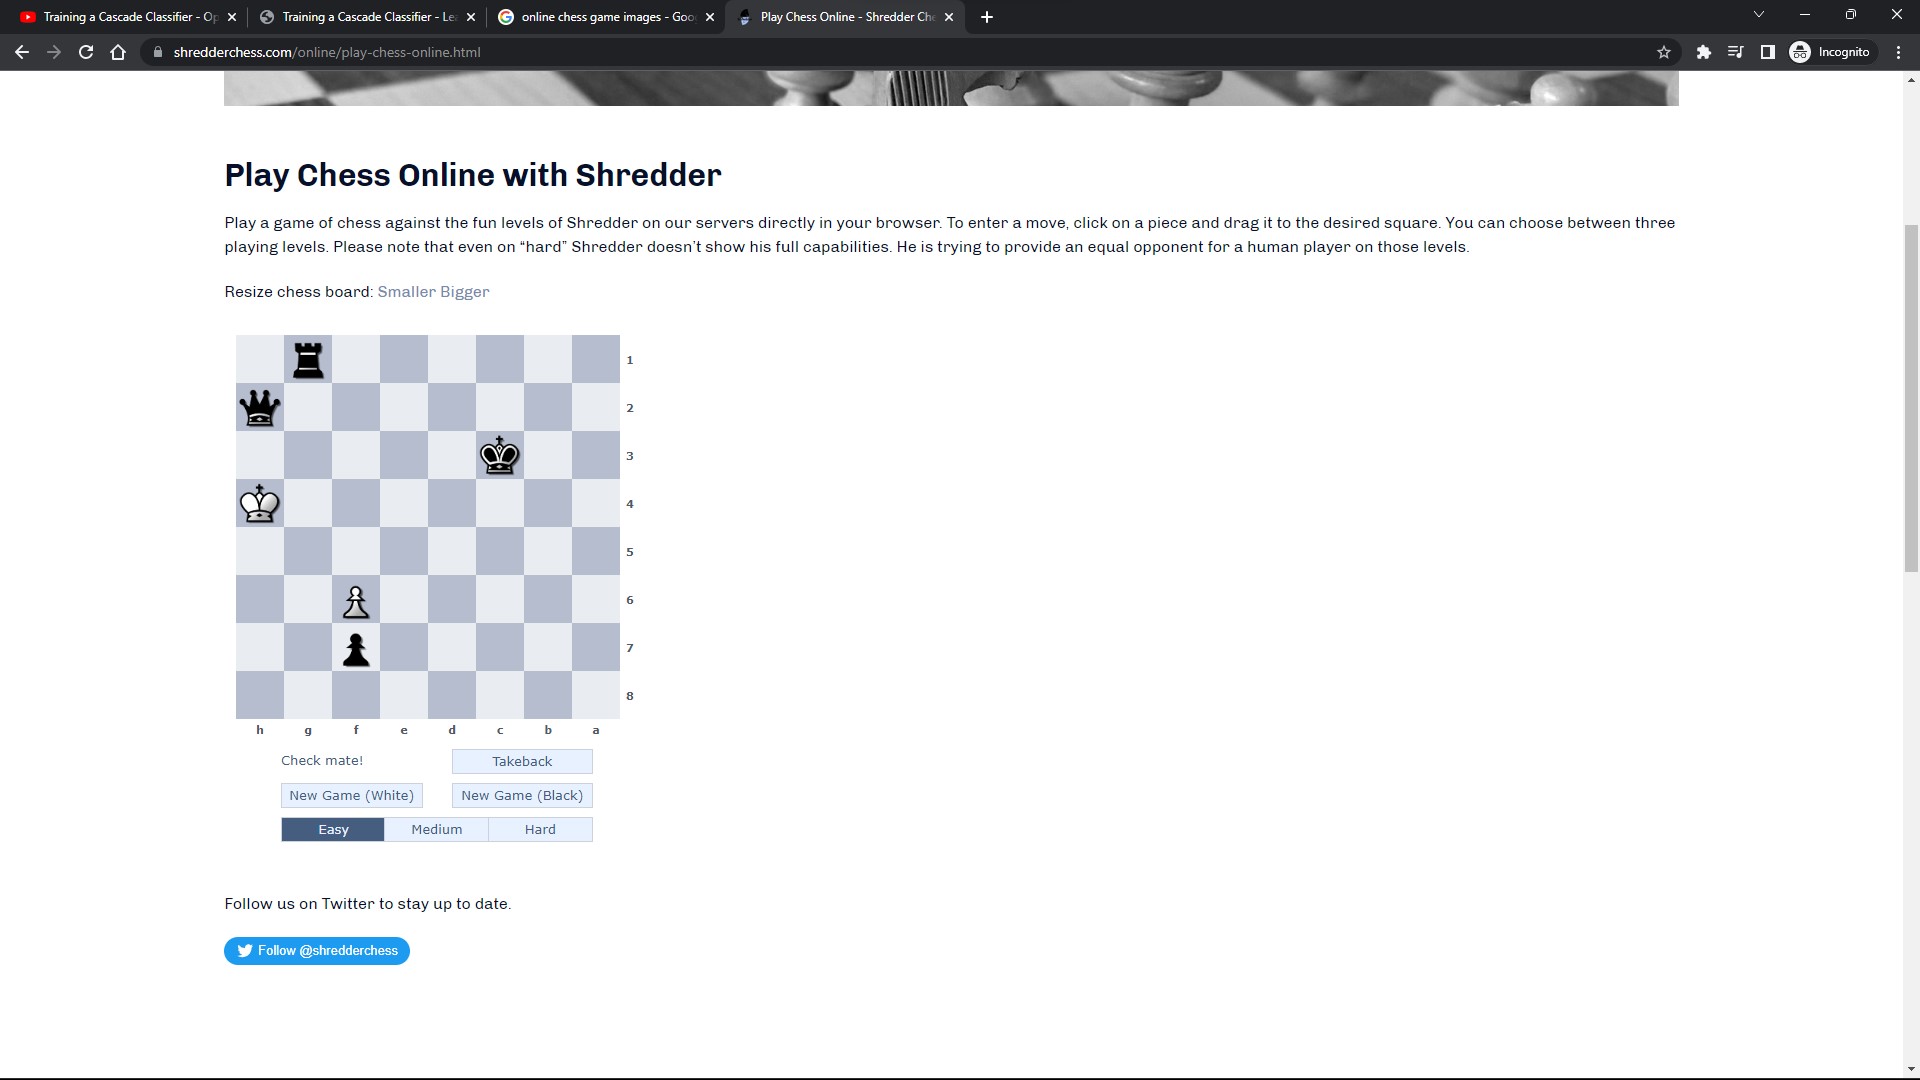 Training a Cascade Classifier - Op
Training a Cascade Classifier - Le
online chess game images - Goo
Play Chess Online - Shredder Che
shredderchess.com/online/play-chess-online.html
Incognito
Play Chess Online with Shredder
Play a game of chess against the fun levels of Shredder on our servers directly in your browser. To enter a move, click on a piece and drag it to the desired square. You can choose between three
playing levels. Please note that even on “hard” Shredder doesn’t show his full capabilities. He is trying to provide an equal opponent for a human player on those levels.
Resize chess board: Smaller Bigger
1
2
3
4
5
6
7
8
h g f e d c b a
Check mate! Takeback
New Game (White) New Game (Black)
Easy Medium Hard
Follow us on Twitter to stay up to date.
Follow @shredderchess